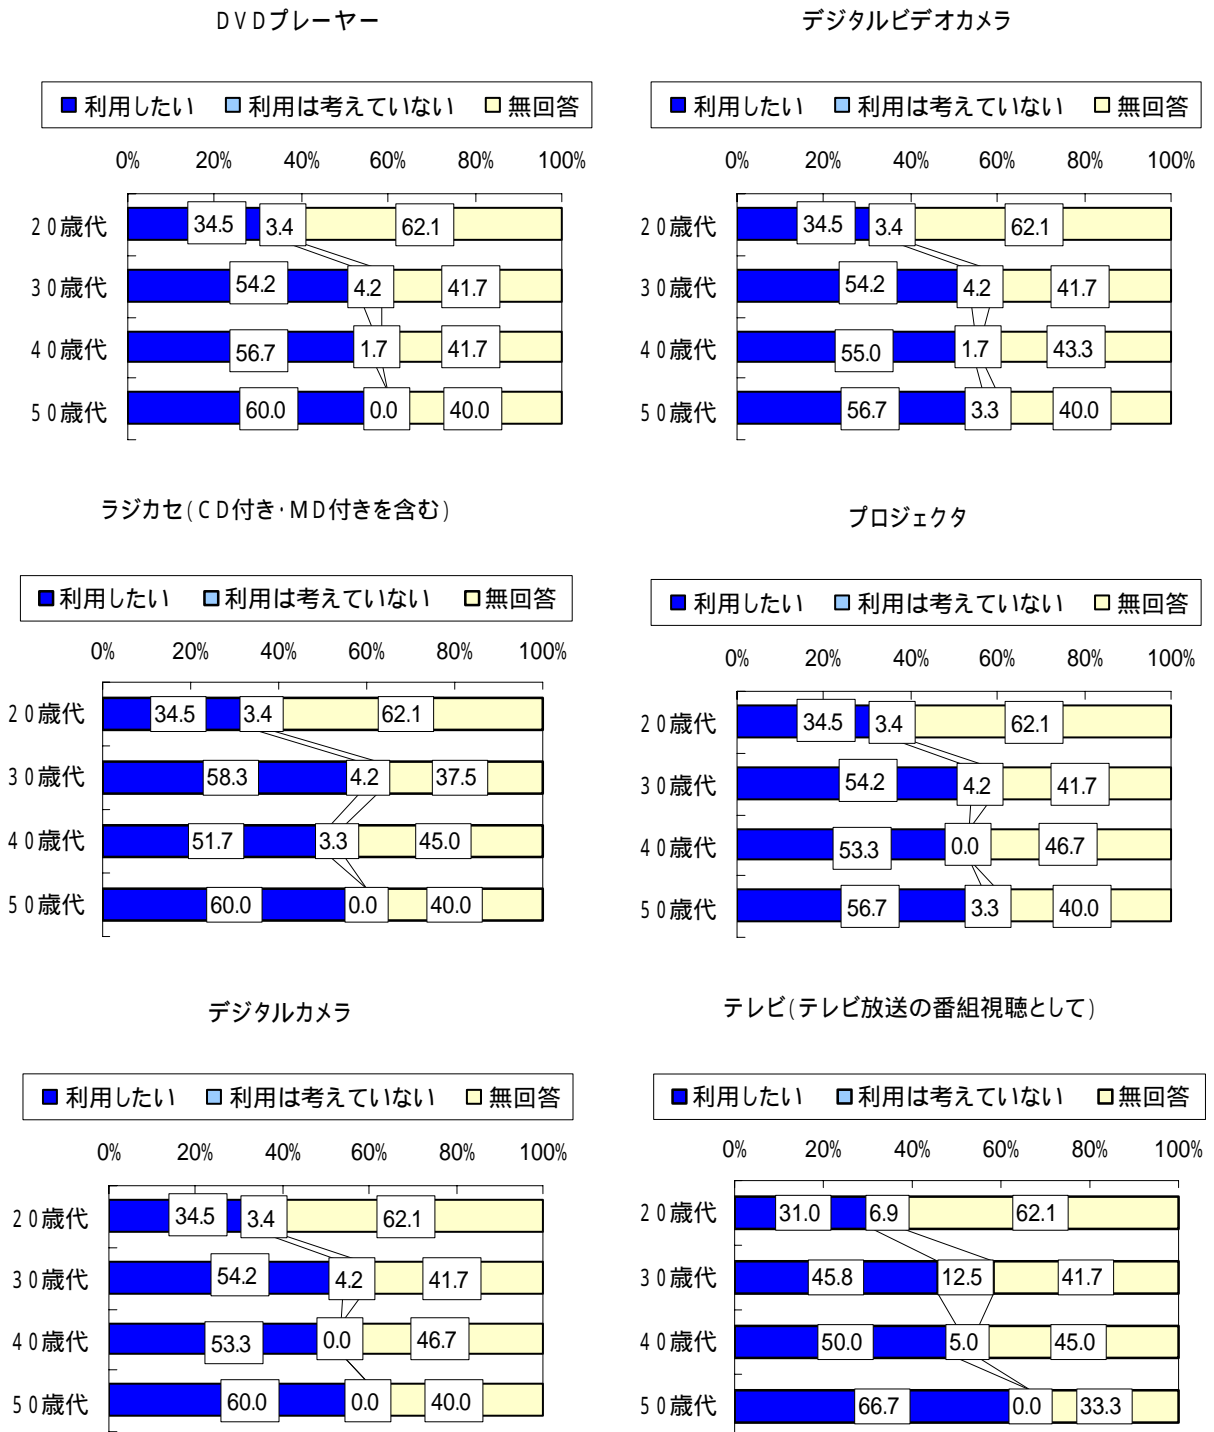 DVDプレーヤー
■利用したい ■利用は考えていない □無回答
0% 20% 40% 60% 80% 100%
20歳代 34.5 3.4 62.1
30歳代 54.2 4.2 41.7
40歳代 56.7 1.7 41.7
50歳代 60.0 0.0 40.0
デジタルビデオカメラ
■利用したい ■利用は考えていない □無回答
0% 20% 40% 60% 80% 100%
20歳代 34.5 3.4 62.1
30歳代 54.2 4.2 41.7
40歳代 55.0 1.7 43.3
50歳代 56.7 3.3 40.0
ラジカセ(CD付き・MD付きを含む)
■利用したい ■利用は考えていない □無回答
0% 20% 40% 60% 80% 100%
20歳代 34.5 3.4 62.1
30歳代 58.3 4.2 37.5
40歳代 51.7 3.3 45.0
50歳代 60.0 0.0 40.0
プロジェクタ
■利用したい ■利用は考えていない □無回答
0% 20% 40% 60% 80% 100%
20歳代 34.5 3.4 62.1
30歳代 54.2 4.2 41.7
40歳代 53.3 0.0 46.7
50歳代 56.7 3.3 40.0
デジタルカメラ
■利用したい ■利用は考えていない □無回答
0% 20% 40% 60% 80% 100%
20歳代 34.5 3.4 62.1
30歳代 54.2 4.2 41.7
40歳代 53.3 0.0 46.7
50歳代 60.0 0.0 40.0
テレビ(テレビ放送の番組視聴として)
■利用したい ■利用は考えていない □無回答
0% 20% 40% 60% 80% 100%
20歳代 31.0 6.9 62.1
30歳代 45.8 12.5 41.7
40歳代 50.0 5.0 45.0
50歳代 66.7 0.0 33.3